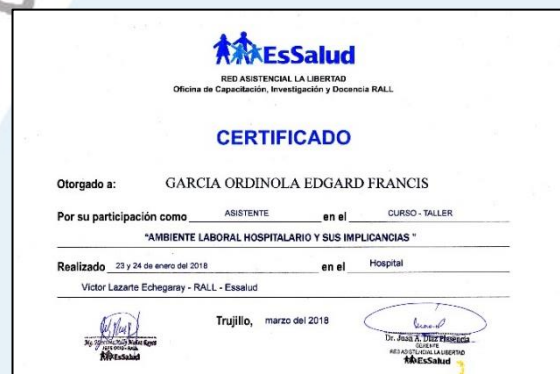 EsSalud
RED ASISTENCIAL LA LIBERTAD
Oficina de Capacitación, Investigación y Docencia RALL
CERTIFICADO
Otorgado a: GARCIA ORDINOLA EDGARD FRANCIS
Por su participación como ASISTENTE en el CURSO - TALLER
"AMBIENTE LABORAL HOSPITALARIO Y SUS IMPLICANCIAS "
Realizado 23 y 24 de enero del 2018 en el Hospital
Victor Lazarte Echegaray - RALL - Essalud
Trujillo, marzo del 2018
Dr. Juan A. Díaz Plasencia
GERENTE
RED ASISTENCIAL LA LIBERTAD
EsSalud
EsSalud